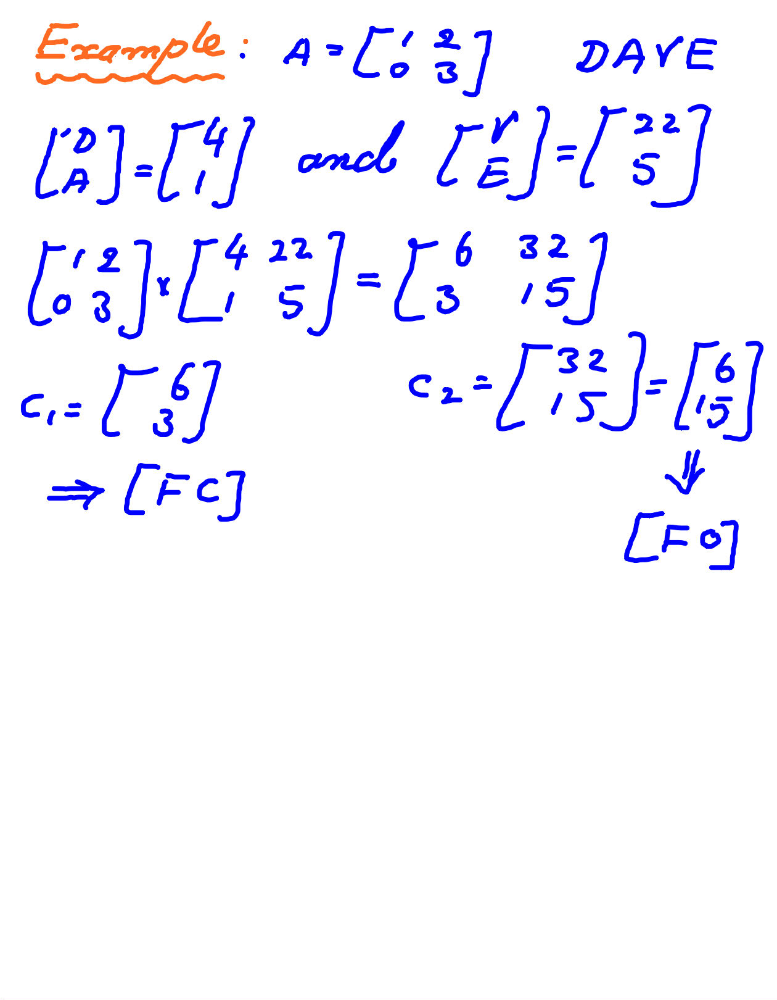 Example: A = [1 2 DAVE
0 3]
[D = [4 and [V = [22
A] 1] E] 5]
[1 2 × [4 22 = [6 32
0 3] 1 5] 3 15]
C1 = [6 C2 = [32 = [6
3] 15] 15]
⇒ [F C] ⇓
[F O]